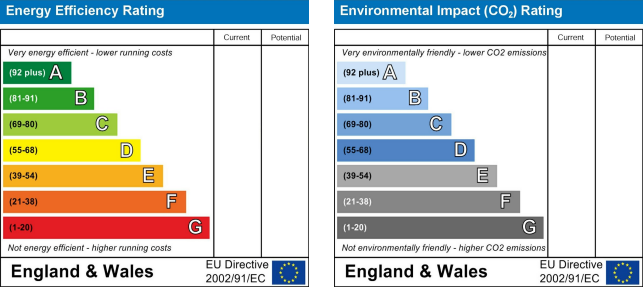 Energy Efficiency Rating
Current Potential
Very energy efficient - lower running costs
(92 plus) A
(81-91) B
(69-80) C
(55-68) D
(39-54) E
(21-38) F
(1-20) G
Not energy efficient - higher running costs
England & Wales
EU Directive
2002/91/EC
Environmental Impact (CO₂) Rating
Current Potential
Very environmentally friendly - lower CO2 emissions
(92 plus) A
(81-91) B
(69-80) C
(55-68) D
(39-54) E
(21-38) F
(1-20) G
Not environmentally friendly - higher CO2 emissions
England & Wales
EU Directive
2002/91/EC